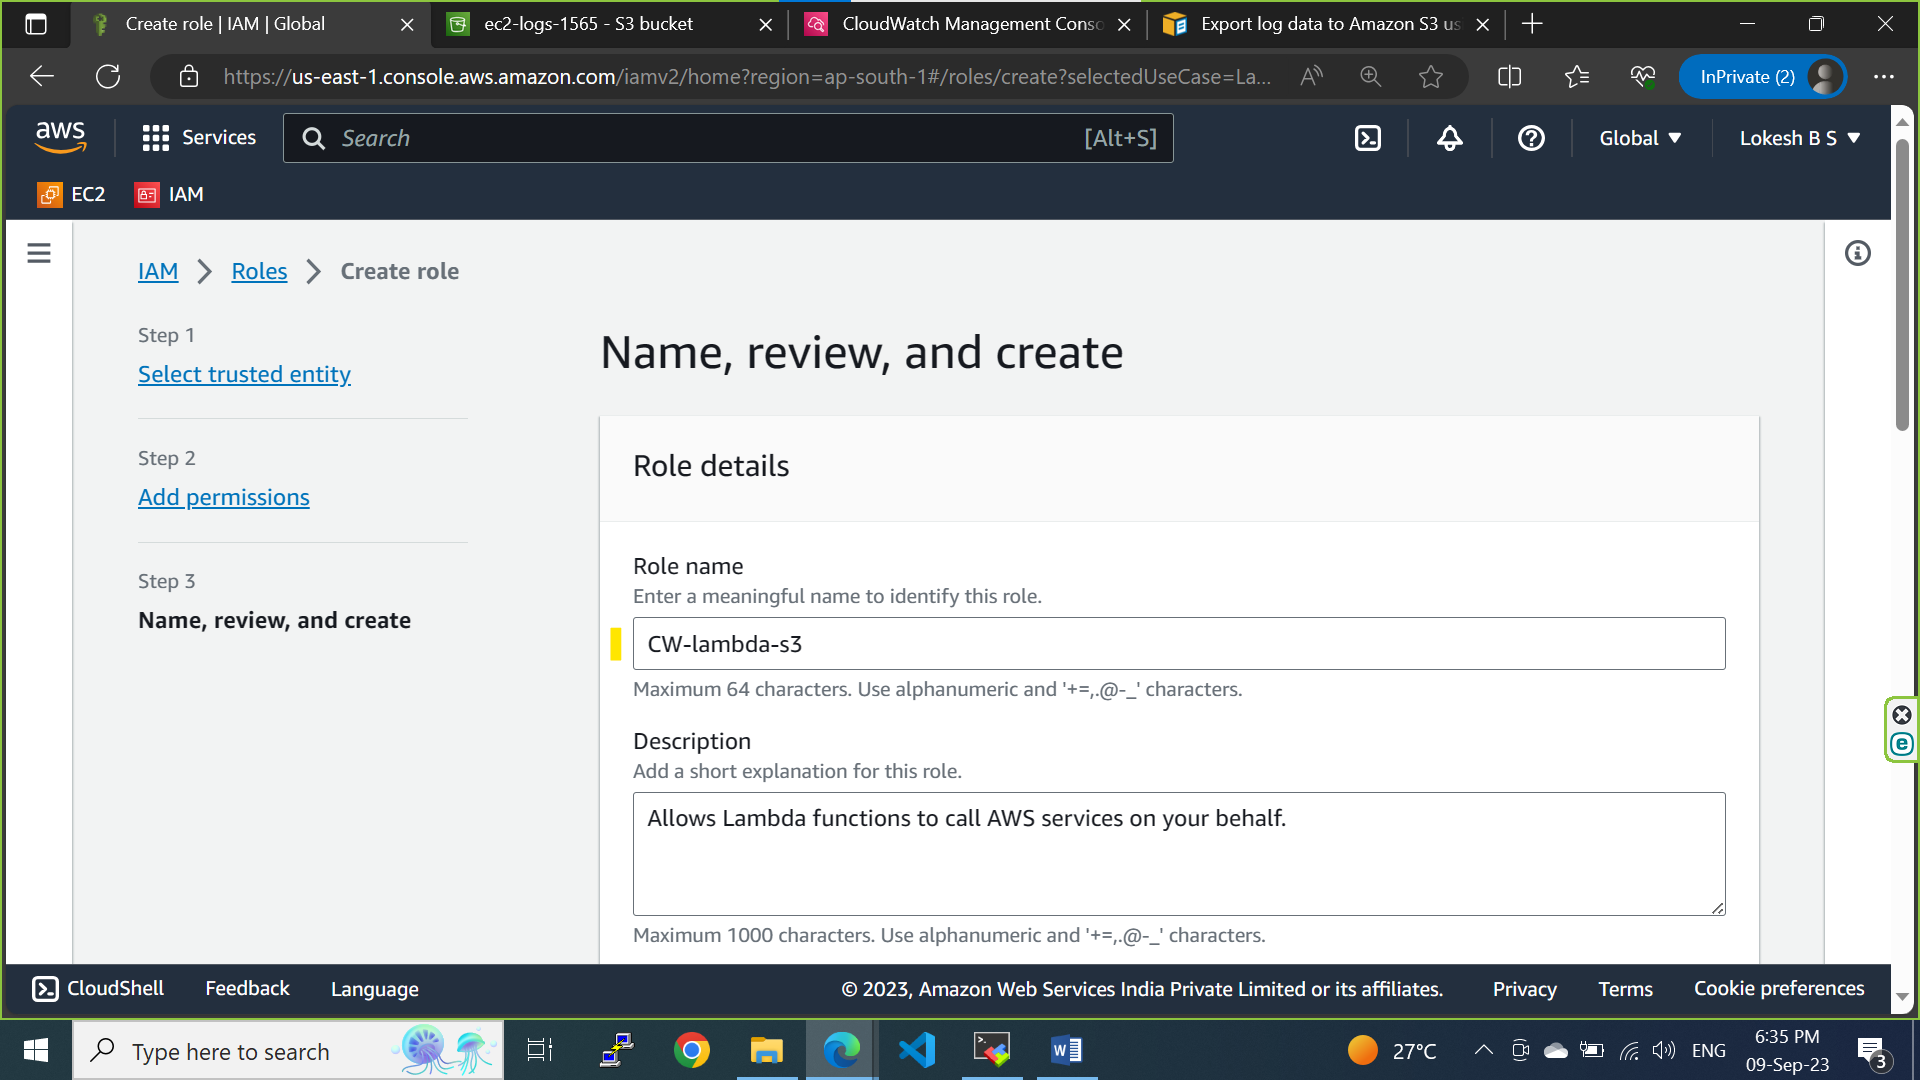 Create role | IAM | Global
ec2-logs-1565 - S3 bucket
CloudWatch Management Conso
Export log data to Amazon S3 us
https://us-east-1.console.aws.amazon.com/iamv2/home?region=ap-south-1#/roles/create?selectedUseCase=La...
InPrivate (2)
aws
Services
Search
[Alt+S]
Global
Lokesh B S
EC2
IAM
IAM
Roles
Create role
Step 1
Select trusted entity
Step 2
Add permissions
Step 3
Name, review, and create
Name, review, and create
Role details
Role name
Enter a meaningful name to identify this role.
CW-lambda-s3
Maximum 64 characters. Use alphanumeric and '+=,.@-_' characters.
Description
Add a short explanation for this role.
Allows Lambda functions to call AWS services on your behalf.
Maximum 1000 characters. Use alphanumeric and '+=,.@-_' characters.
CloudShell
Feedback
Language
© 2023, Amazon Web Services India Private Limited or its affiliates.
Privacy
Terms
Cookie preferences
Type here to search
27°C
ENG
6:35 PM
09-Sep-23
3